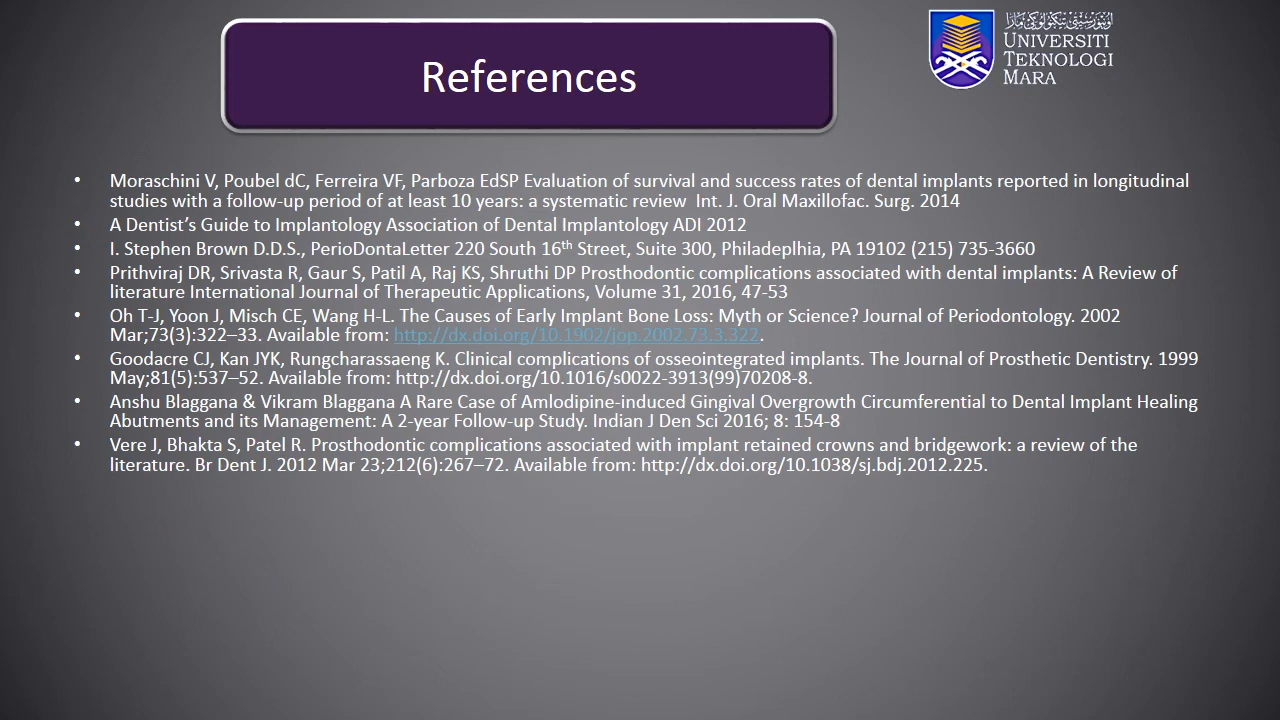 References
UNIVERSITI
TEKNOLOGI
MARA
• Moraschini V, Poubel dC, Ferreira VF, Parboza EdSP Evaluation of survival and success rates of dental implants reported in longitudinal
studies with a follow-up period of at least 10 years: a systematic review  Int. J. Oral Maxillofac. Surg. 2014
• A Dentist’s Guide to Implantology Association of Dental Implantology ADI 2012
• I. Stephen Brown D.D.S., PerioDontaLetter 220 South 16th Street, Suite 300, Philadeplhia, PA 19102 (215) 735-3660
• Prithviraj DR, Srivasta R, Gaur S, Patil A, Raj KS, Shruthi DP Prosthodontic complications associated with dental implants: A Review of
literature International Journal of Therapeutic Applications, Volume 31, 2016, 47-53
• Oh T-J, Yoon J, Misch CE, Wang H-L. The Causes of Early Implant Bone Loss: Myth or Science? Journal of Periodontology. 2002
Mar;73(3):322–33. Available from: http://dx.doi.org/10.1902/jop.2002.73.3.322.
• Goodacre CJ, Kan JYK, Rungcharassaeng K. Clinical complications of osseointegrated implants. The Journal of Prosthetic Dentistry. 1999
May;81(5):537–52. Available from: http://dx.doi.org/10.1016/s0022-3913(99)70208-8.
• Anshu Blaggana & Vikram Blaggana A Rare Case of Amlodipine-induced Gingival Overgrowth Circumferential to Dental Implant Healing
Abutments and its Management: A 2-year Follow-up Study. Indian J Den Sci 2016; 8: 154-8
• Vere J, Bhakta S, Patel R. Prosthodontic complications associated with implant retained crowns and bridgework: a review of the
literature. Br Dent J. 2012 Mar 23;212(6):267–72. Available from: http://dx.doi.org/10.1038/sj.bdj.2012.225.